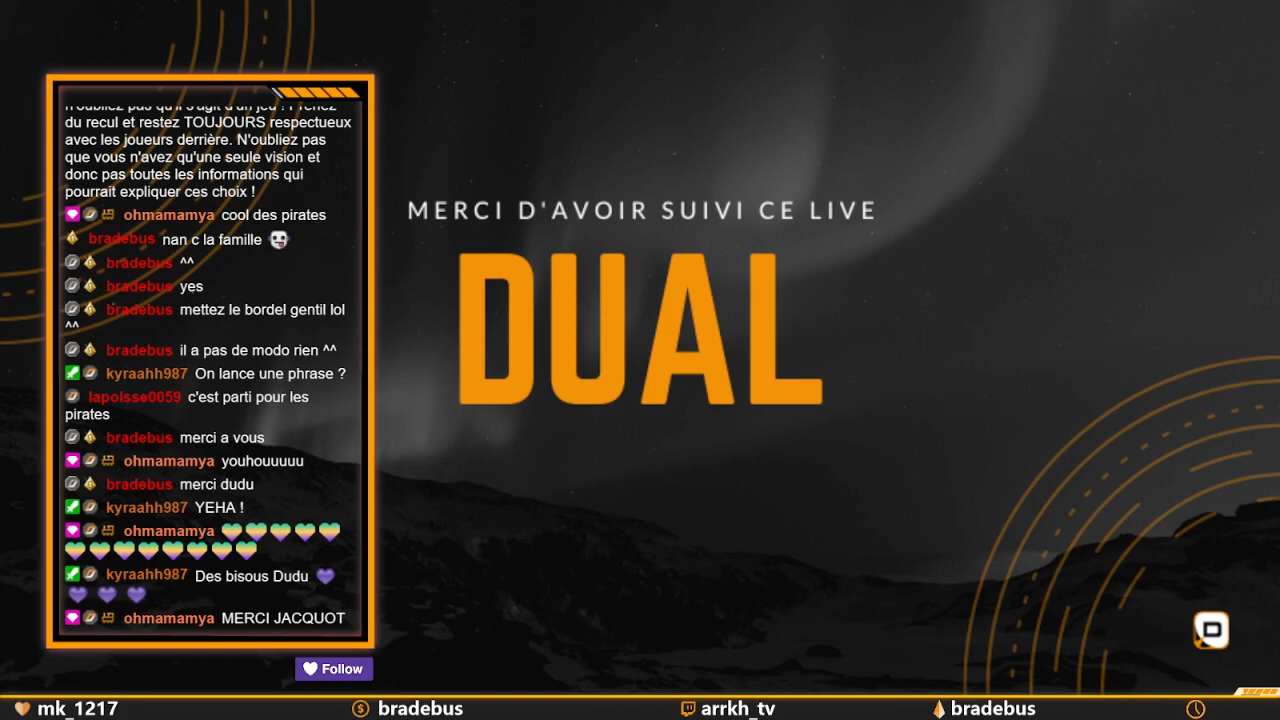 n'oubliez pas qu'il s'agit d'un jeu ! Prenez
du recul et restez TOUJOURS respectueux
avec les joueurs derrière. N'oubliez pas
que vous n'avez qu'une seule vision et
donc pas toutes les informations qui
pourrait expliquer ces choix !
ohmamamya cool des pirates
bradebus nan c la famille
bradebus ^^
bradebus yes
bradebus mettez le bordel gentil lol
^^
bradebus il a pas de modo rien ^^
kyraahh987 On lance une phrase ?
lapoisse0059 c'est parti pour les
pirates
bradebus merci a vous
ohmamamya youhouuuuu
bradebus merci dudu
kyraahh987 YEHA !
ohmamamya
kyraahh987 Des bisous Dudu
ohmamamya MERCI JACQUOT
Follow
MERCI D'AVOIR SUIVI CE LIVE
DUAL
mk_1217
bradebus
arrkh_tv
bradebus